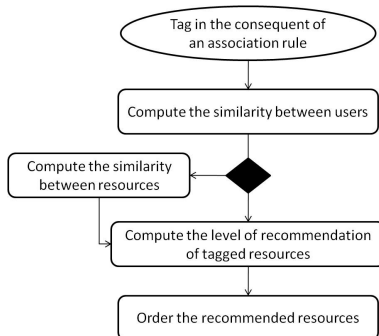 Tag in the consequent of
an association rule
Compute the similarity between users
Compute the similarity
between resources
Compute the level of recommendation
of tagged resources
Order the recommended resources